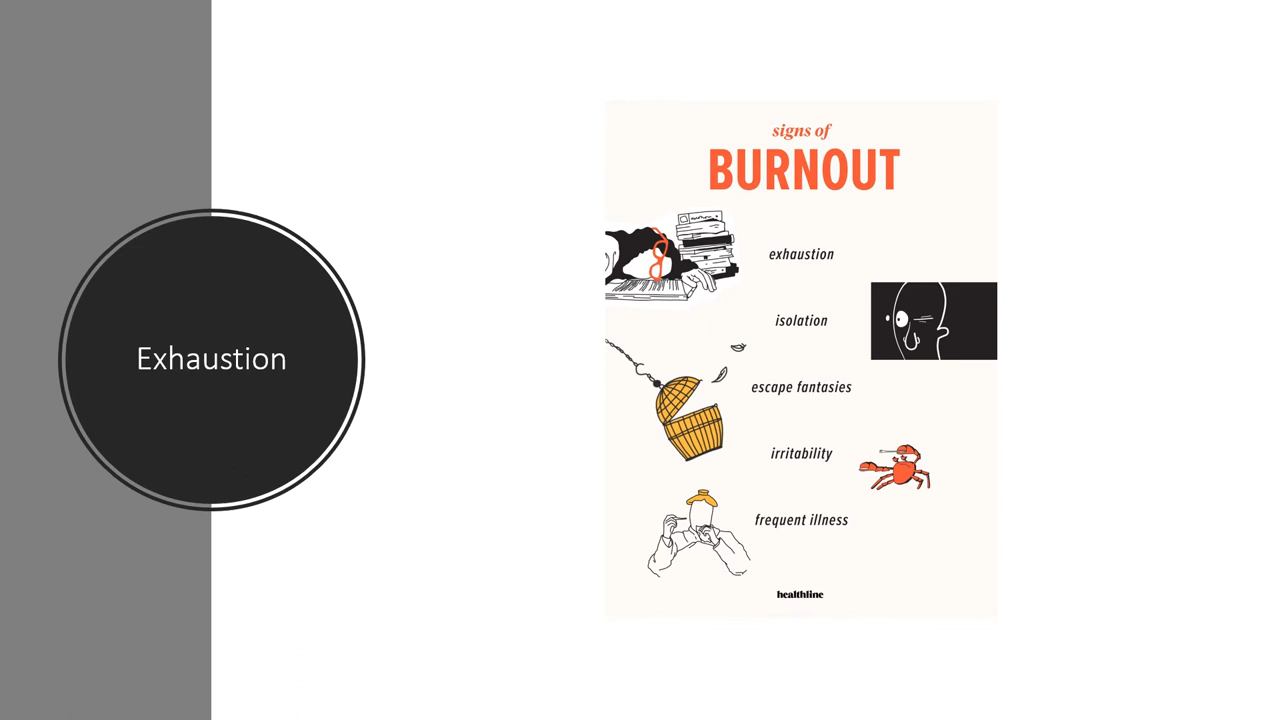 Exhaustion
signs of
BURNOUT
exhaustion
isolation
escape fantasies
irritability
frequent illness
healthline